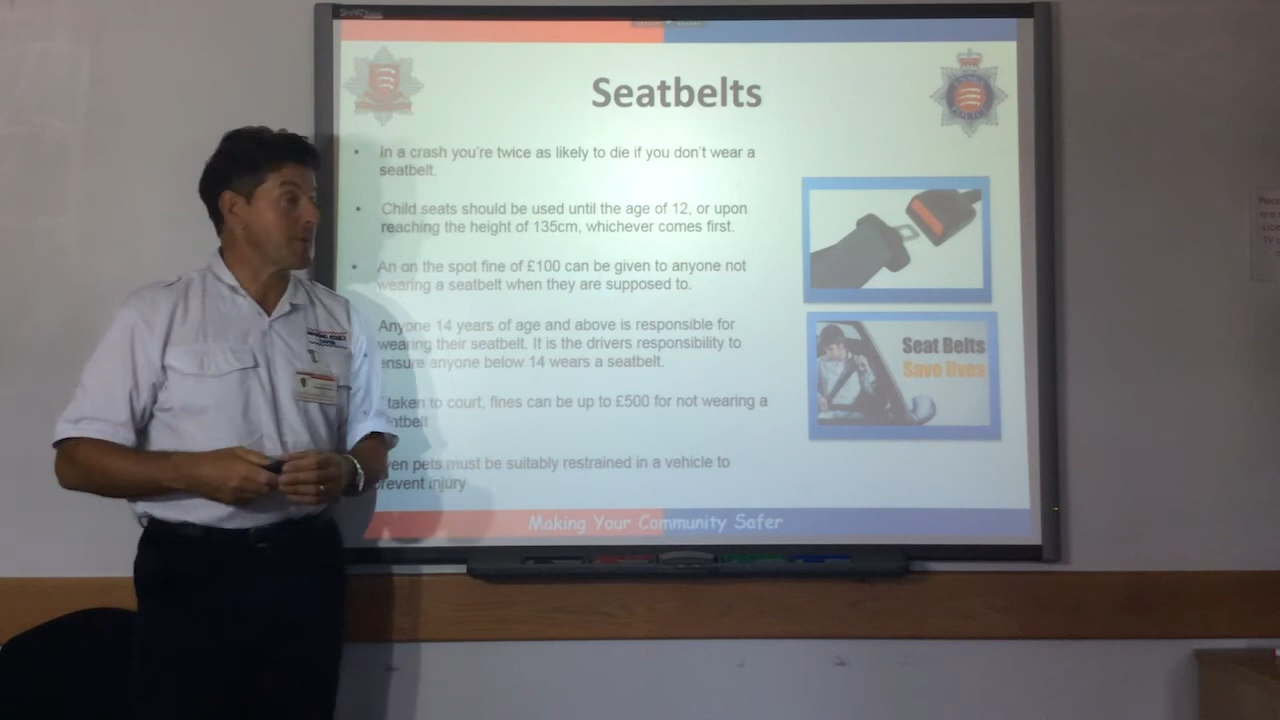 SMART
Seatbelts
• In a crash you're twice as likely to die if you don't wear a
seatbelt.
• Child seats should be used until the age of 12, or upon
reaching the height of 135cm, whichever comes first.
• An on the spot fine of £100 can be given to anyone not
wearing a seatbelt when they are supposed to.
Anyone 14 years of age and above is responsible for
wearing their seatbelt. It is the drivers responsibility to
ensure anyone below 14 wears a seatbelt.
taken to court, fines can be up to £500 for not wearing a
pets must be suitably restrained in a vehicle to
injury
Seat Belts
Save lives
Making Your Community Safer